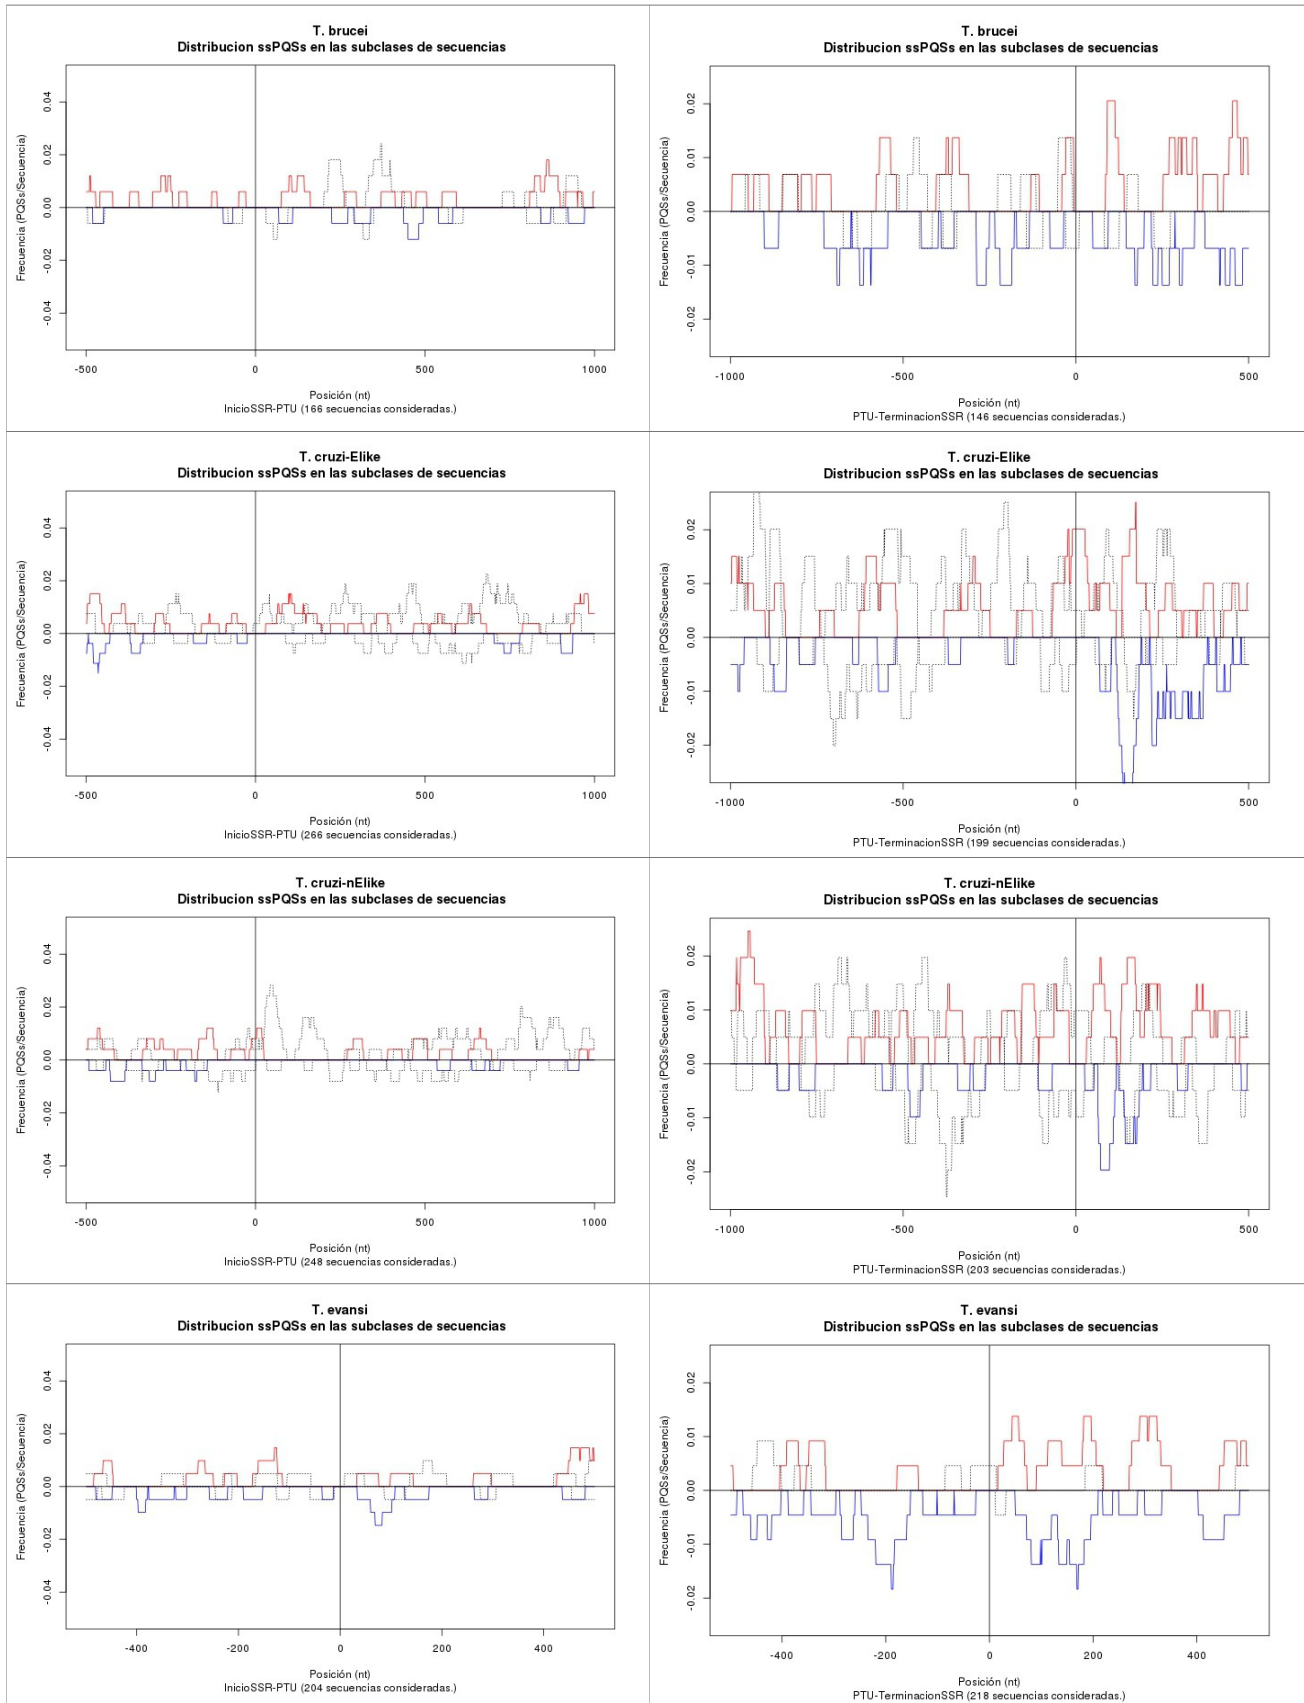 T. brucei
Distribucion ssPQSs en las subclases de secuencias
Frecuencia (PQSs/Secuencia)
0.04
0.02
0.00
-0.02
-0.04
-500
0
500
1000
Posición (nt)
InicioSSR-PTU (166 secuencias consideradas.)
T. brucei
Distribucion ssPQSs en las subclases de secuencias
Frecuencia (PQSs/Secuencia)
0.02
0.01
0.00
-0.01
-0.02
-1000
-500
0
500
Posición (nt)
PTU-TerminacionSSR (146 secuencias consideradas.)
T. cruzi-Elike
Distribucion ssPQSs en las subclases de secuencias
Frecuencia (PQSs/Secuencia)
0.04
0.02
0.00
-0.02
-0.04
-500
0
500
1000
Posición (nt)
InicioSSR-PTU (266 secuencias consideradas.)
T. cruzi-Elike
Distribucion ssPQSs en las subclases de secuencias
Frecuencia (PQSs/Secuencia)
0.02
0.01
0.00
-0.01
-0.02
-1000
-500
0
500
Posición (nt)
PTU-TerminacionSSR (199 secuencias consideradas.)
T. cruzi-nElike
Distribucion ssPQSs en las subclases de secuencias
Frecuencia (PQSs/Secuencia)
0.04
0.02
0.00
-0.02
-0.04
-500
0
500
1000
Posición (nt)
InicioSSR-PTU (248 secuencias consideradas.)
T. cruzi-nElike
Distribucion ssPQSs en las subclases de secuencias
Frecuencia (PQSs/Secuencia)
0.02
0.01
0.00
-0.01
-0.02
-1000
-500
0
500
Posición (nt)
PTU-TerminacionSSR (203 secuencias consideradas.)
T. evansi
Distribucion ssPQSs en las subclases de secuencias
Frecuencia (PQSs/Secuencia)
0.04
0.02
0.00
-0.02
-0.04
-400
-200
0
200
400
Posición (nt)
InicioSSR-PTU (204 secuencias consideradas.)
T. evansi
Distribucion ssPQSs en las subclases de secuencias
Frecuencia (PQSs/Secuencia)
0.02
0.01
0.00
-0.01
-0.02
-400
-200
0
200
400
Posición (nt)
PTU-TerminacionSSR (218 secuencias consideradas.)